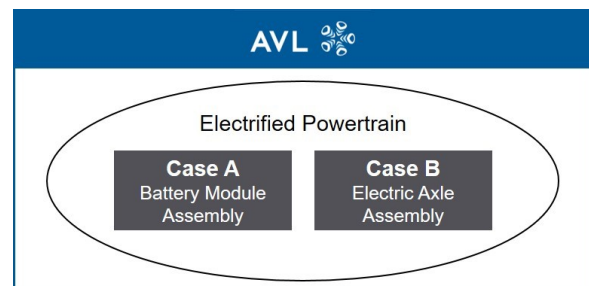 AVL
Electrified Powertrain
Case A
Battery Module
Assembly
Case B
Electric Axle
Assembly